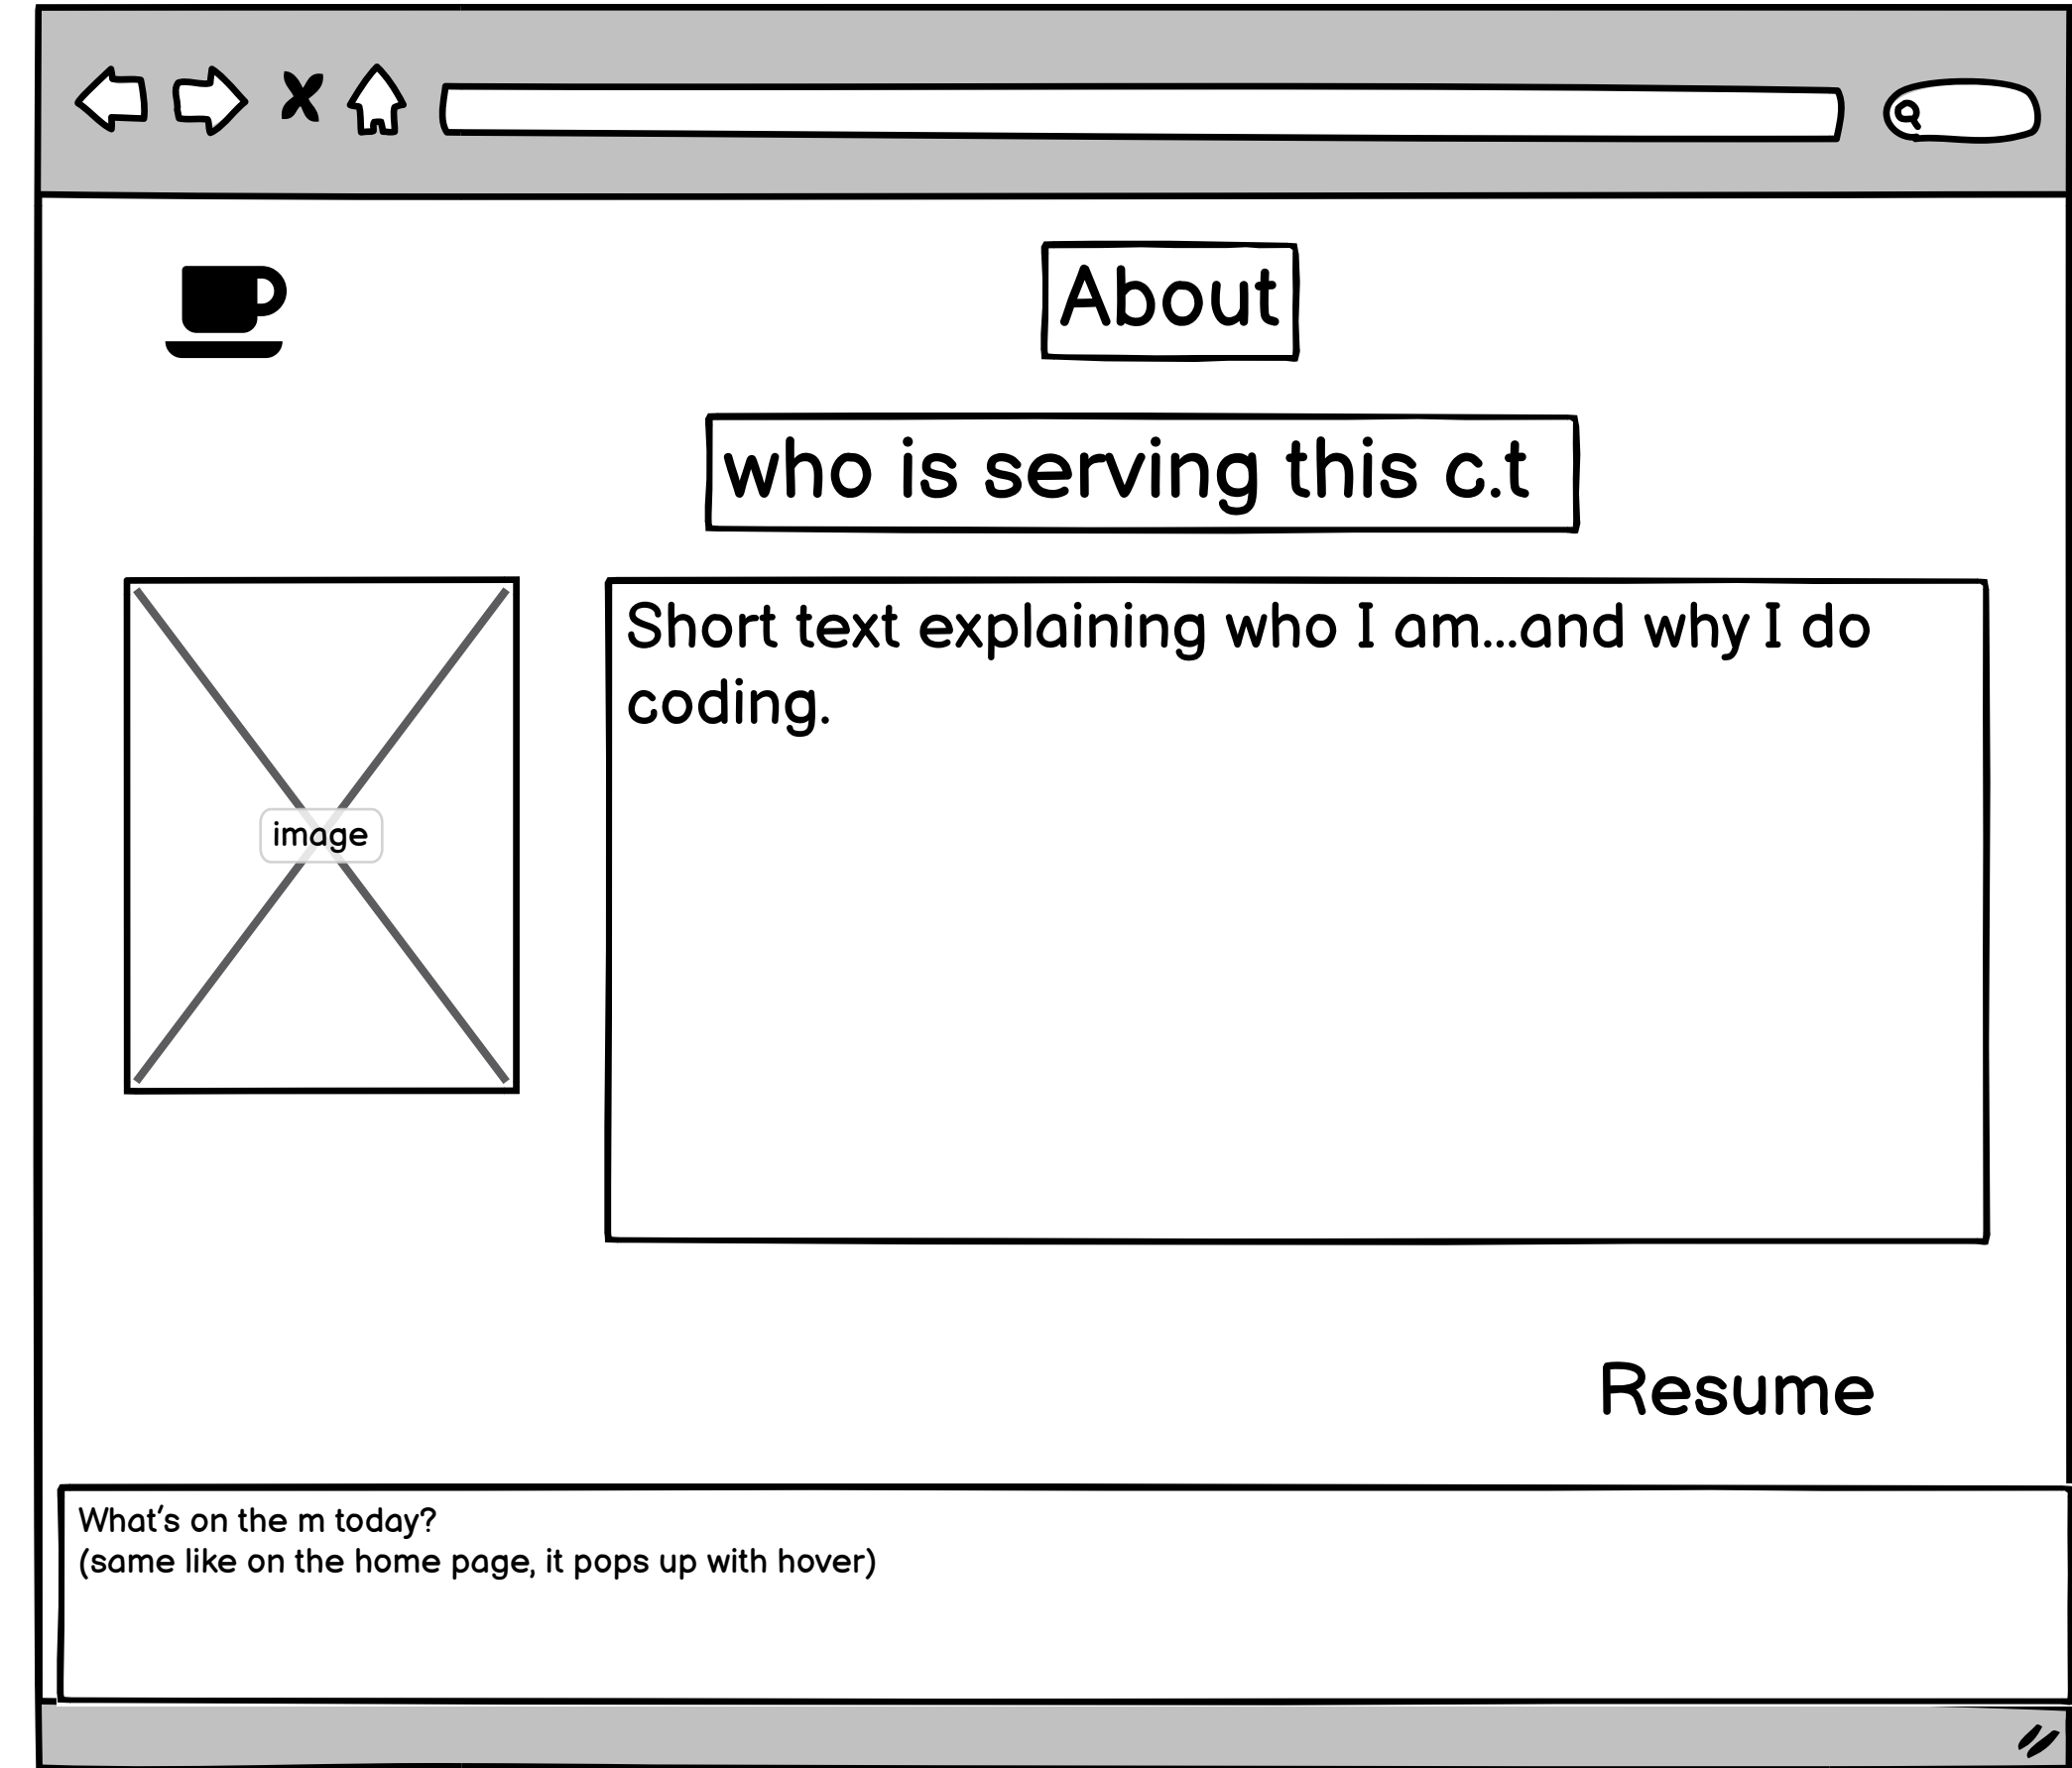 About
who is serving this c.t
Short text explaining who I am...and why I do
coding.
image
Resume
What's on the m today?
(same like on the home page, it pops up with hover)